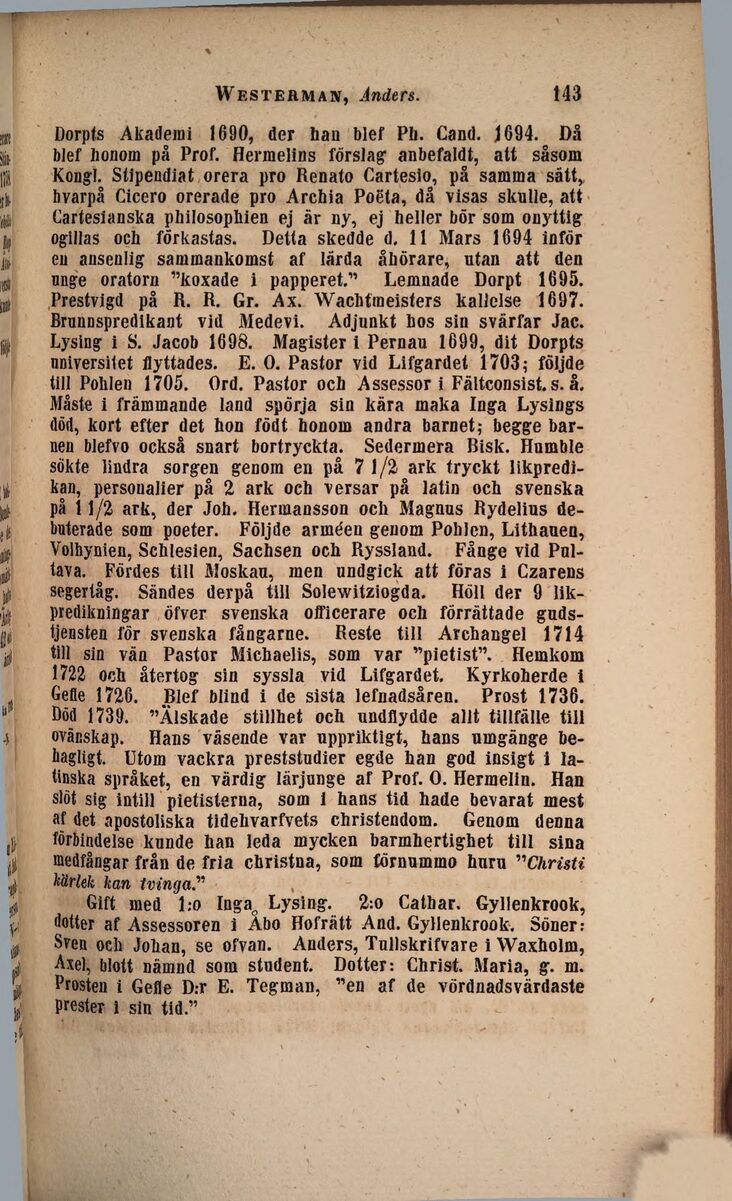 WESTERMAN, Anders. 143
Dorpts Akademi 1690, der han blef Ph. Cand. 1694. Då
blef honom på Prof. Hermelins förslag anbefaldt, att såsom
Kongl. Stipendiat orera pro Renato Cartesio, på samma sätt,
hvarpå Cicero orerade pro Archia Poëta, då visas skulle, att
Cartesianska philosophien ej är ny, ej heller bör som onyttig
ogillas och förkastas. Detta skedde d. 11 Mars 1694 inför
en ansenlig sammankomst af lärda åhörare, utan att den
unge oratorn ”koxade i papperet.” Lemnade Dorpt 1695.
Prestvigd på R. R. Gr. Ax. Wachtmeisters kallelse 1697.
Brunnspredikant vid Medevi. Adjunkt hos sin svärfar Jac.
Lysing i S. Jacob 1698. Magister i Pernau 1699, dit Dorpts
universitet flyttades. E. O. Pastor vid Lifgardet 1703; följde
till Pohlen 1705. Ord. Pastor och Assessor i Fältconsist. s. å.
Måste i främmande land spörja sin kära maka Inga Lysings
död, kort efter det hon födt honom andra barnet; begge bar-
nen blefvo också snart bortryckta. Sedermera Bisk. Humble
sökte lindra sorgen genom en på 7 1/2 ark tryckt likpredi-
kan, personalier på 2 ark och versar på latin och svenska
på 1 1/2 ark, der Joh. Hermansson och Magnus Rydelius de-
buterade som poeter. Följde arméen genom Pohlen, Lithauen,
Volhynien, Schlesien, Sachsen och Ryssland. Fånge vid Pul-
tava. Fördes till Moskau, men undgick att föras i Czarens
segertåg. Sändes derpå till Solewitziogda. Höll der 9 lik-
predikningar öfver svenska officerare och förrättade guds-
tjensten för svenska fångarne. Reste till Archangel 1714
till sin vän Pastor Michaelis, som var ”pietist”. Hemkom
1722 och återtog sin syssla vid Lifgardet. Kyrkoherde i
Gefle 1726. Blef blind i de sista lefnadsåren. Prost 1736.
Död 1739. ”Älskade stillhet och undflydde allt tillfälle till
ovänskap. Hans väsende var uppriktigt, hans umgänge be-
hagligt. Utom vackra preststudier egde han god insigt i la-
tinska språket, en värdig lärjunge af Prof. O. Hermelin. Han
slöt sig intill pietisterna, som i hans tid hade bevarat mest
af det apostoliska tidehvarfvets christendom. Genom denna
förbindelse kunde han leda mycken barmhertighet till sina
medfångar från de fria christna, som förnummo huru ”Christi
kärlek kan tvinga.”
Gift med 1:o Inga Lysing. 2:o Cathar. Gyllenkrook,
dotter af Assessoren i Åbo Hofrätt And. Gyllenkrook. Söner:
Sven och Johan, se ofvan. Anders, Tullskrifvare i Waxholm,
Axel, blott nämnd som student. Dotter: Christ. Maria, g. m.
Prosten i Gefle D:r E. Tegman, ”en af de vördnadsvärdaste
prester i sin tid.”